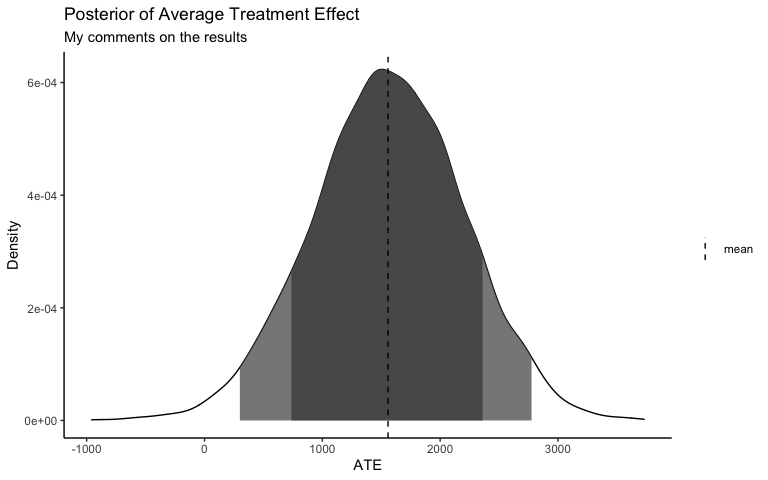 Posterior of Average Treatment Effect
My comments on the results
6e-04
4e-04
2e-04
0e+00
Density
-1000
0
1000
2000
3000
ATE
mean